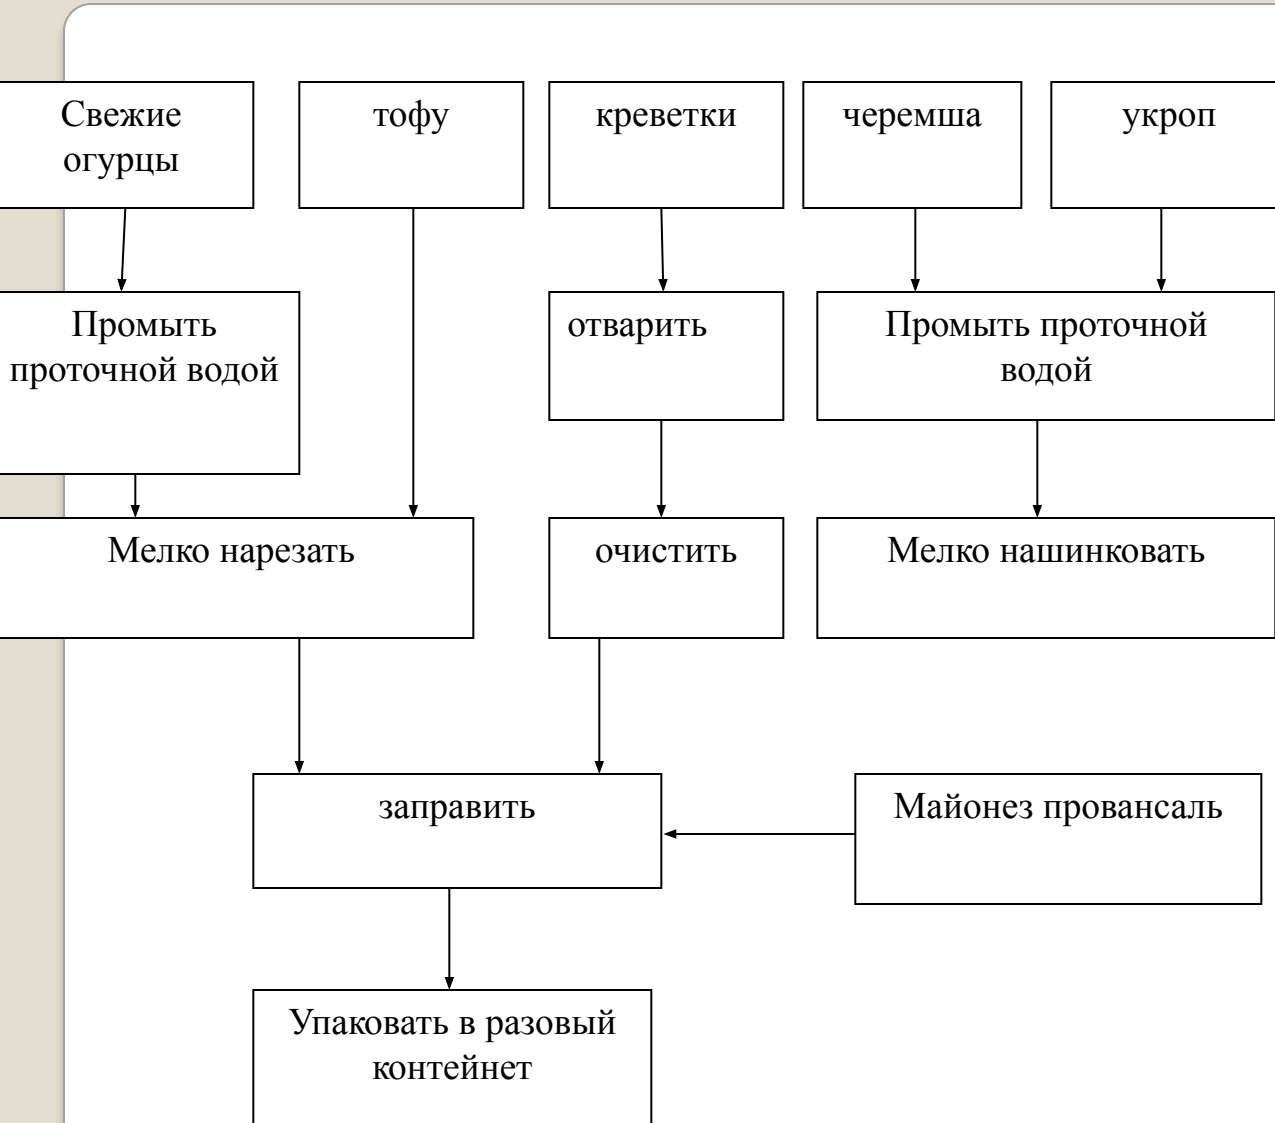 Свежие
огурцы
тофу
креветки
черемша
укроп
Промыть
проточной водой
отварить
Промыть проточной
водой
Мелко нарезать
очистить
Мелко нашинковать
заправить
Майонез провансаль
Упаковать в разовый
контейнет